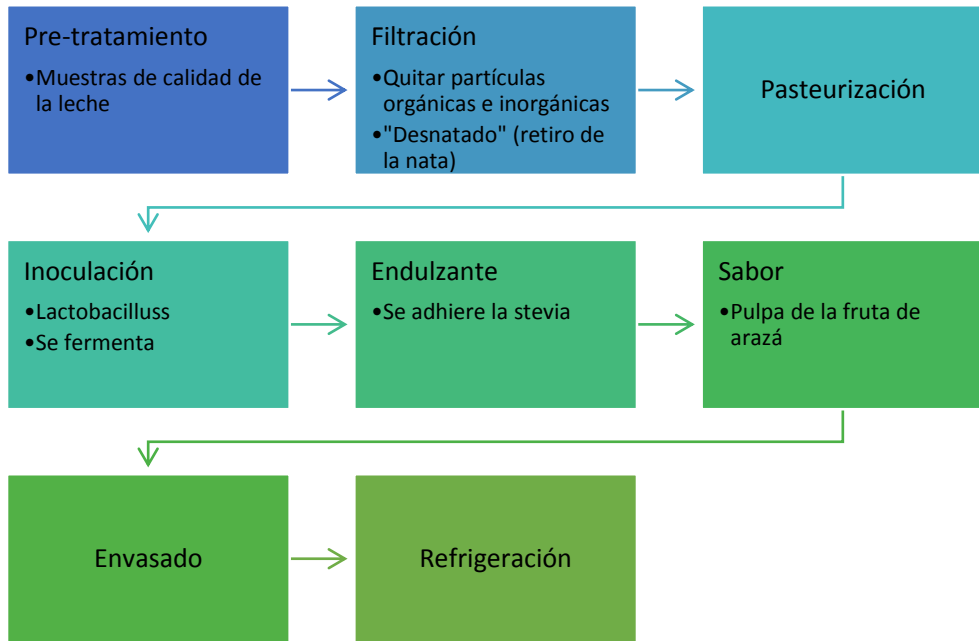 Pre-tratamiento
•Muestras de calidad de
la leche
Filtración
•Quitar partículas
orgánicas e inorgánicas
•"Desnatado" (retiro de
la nata)
Pasteurización
Inoculación
•Lactobacilluss
•Se fermenta
Endulzante
•Se adhiere la stevia
Sabor
•Pulpa de la fruta de
arazá
Envasado
Refrigeración